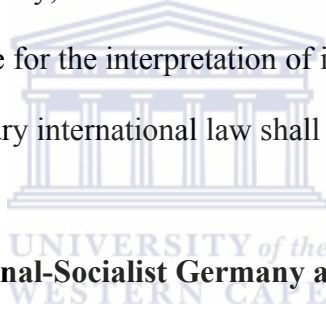 e for the interpretation of i
ary international law shall
UNIVERSITY of the
nal-Socialist Germany a
WESTERN CAPE